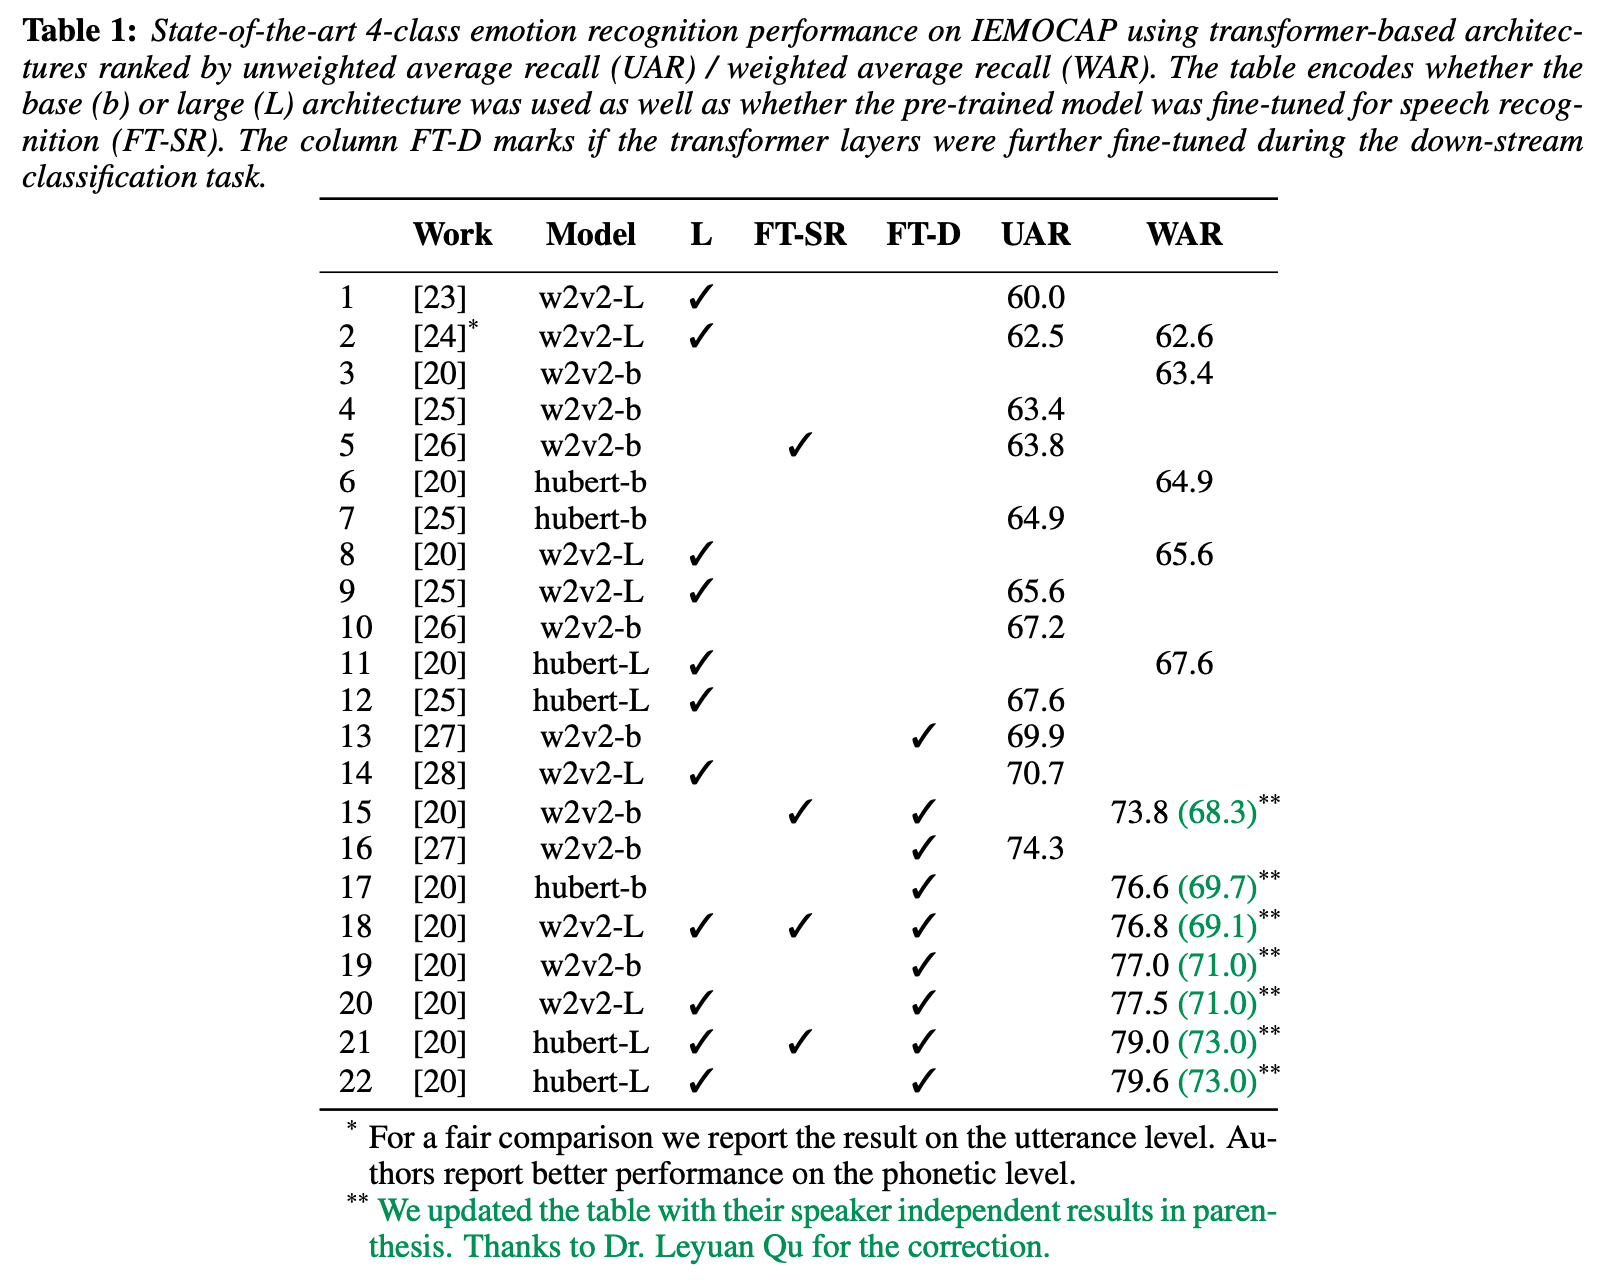 Table 1: State-of-the-art 4-class emotion recognition performance on IEMOCAP using transformer-based architec-
tures ranked by unweighted average recall (UAR) / weighted average recall (WAR). The table encodes whether the
base (b) or large (L) architecture was used as well as whether the pre-trained model was fine-tuned for speech recog-
nition (FT-SR). The column FT-D marks if the transformer layers were further fine-tuned during the down-stream
classification task.
Work Model L FT-SR FT-D UAR WAR
1 [23] w2v2-L ✓ 60.0
2 [24]* w2v2-L ✓ 62.5 62.6
3 [20] w2v2-b 63.4
4 [25] w2v2-b 63.4
5 [26] w2v2-b ✓ 63.8
6 [20] hubert-b 64.9
7 [25] hubert-b 64.9
8 [20] w2v2-L ✓ 65.6
9 [25] w2v2-L ✓ 65.6
10 [26] w2v2-b 67.2
11 [20] hubert-L ✓ 67.6
12 [25] hubert-L ✓ 67.6
13 [27] w2v2-b ✓ 69.9
14 [28] w2v2-L ✓ 70.7
15 [20] w2v2-b ✓ ✓ 73.8 (68.3)**
16 [27] w2v2-b ✓ 74.3
17 [20] hubert-b ✓ 76.6 (69.7)**
18 [20] w2v2-L ✓ ✓ ✓ 76.8 (69.1)**
19 [20] w2v2-b ✓ 77.0 (71.0)**
20 [20] w2v2-L ✓ ✓ 77.5 (71.0)**
21 [20] hubert-L ✓ ✓ ✓ 79.0 (73.0)**
22 [20] hubert-L ✓ ✓ 79.6 (73.0)**
* For a fair comparison we report the result on the utterance level. Au-
thors report better performance on the phonetic level.
** We updated the table with their speaker independent results in paren-
thesis. Thanks to Dr. Leyuan Qu for the correction.